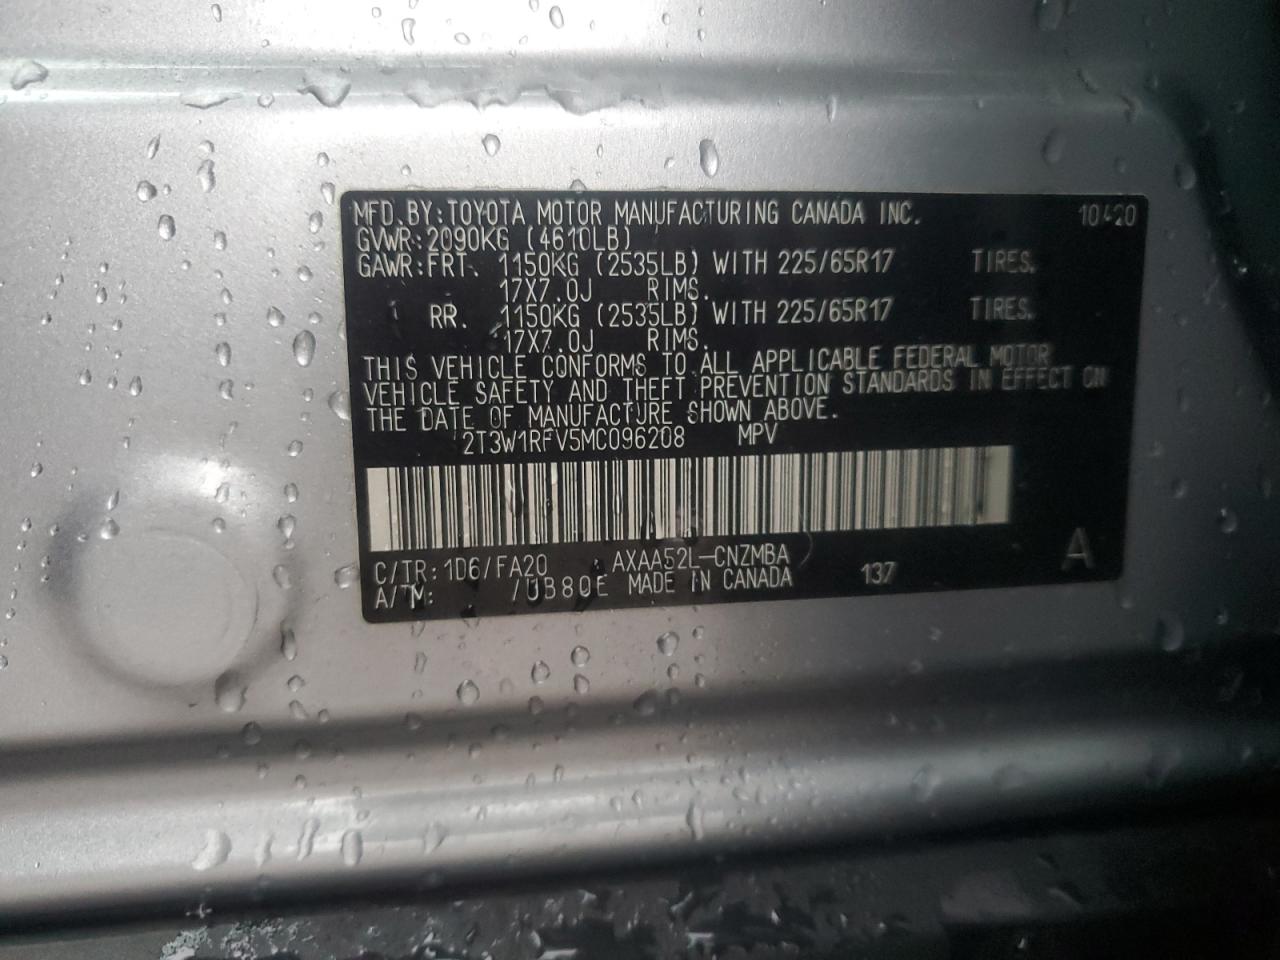 MFD.BY:TOYOTA MOTOR MANUFACTURING CANADA INC. 10/20
GVWR:2090KG (4610LB)
GAWR:FRT. 1150KG (2535LB) WITH 225/65R17 TIRES.
17X7.0J RIMS.
RR. 1150KG (2535LB) WITH 225/65R17 TIRES.
17X7.0J RIMS.
THIS VEHICLE CONFORMS TO ALL APPLICABLE FEDERAL MOTOR
VEHICLE SAFETY AND THEFT PREVENTION STANDARDS IN EFFECT ON
THE DATE OF MANUFACTURE SHOWN ABOVE.
2T3W1RFV5MC096208 MPV
C/TR:1D6/FA20 AXAA52L-CNZMBA
A/TM: /UB80E MADE IN CANADA 137 A